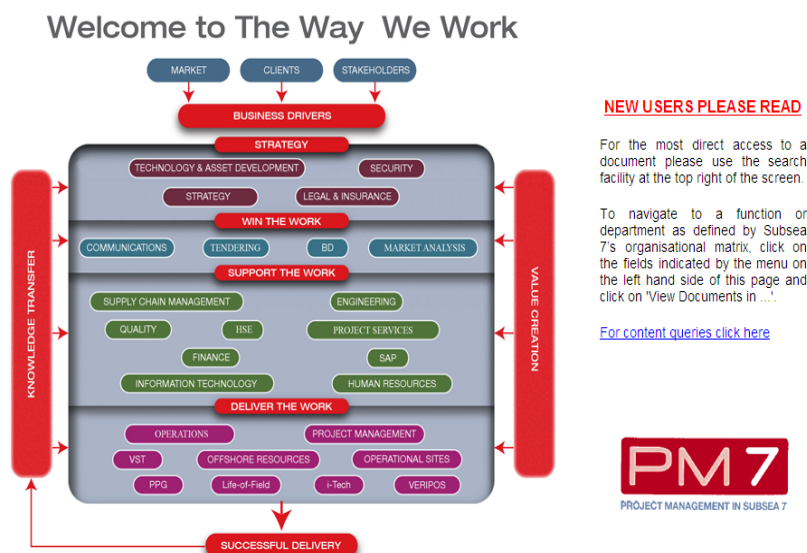 Welcome to The Way We Work
MARKET
CLIENTS
STAKEHOLDERS
BUSINESS DRIVERS
STRATEGY
TECHNOLOGY & ASSET DEVELOPMENT
SECURITY
STRATEGY
LEGAL & INSURANCE
WIN THE WORK
COMMUNICATIONS
TENDERING
BD
MARKET ANALYSIS
SUPPORT THE WORK
SUPPLY CHAIN MANAGEMENT
ENGINEERING
QUALITY
HSE
PROJECT SERVICES
FINANCE
SAP
INFORMATION TECHNOLOGY
HUMAN RESOURCES
DELIVER THE WORK
OPERATIONS
PROJECT MANAGEMENT
VST
OFFSHORE RESOURCES
OPERATIONAL SITES
PPG
Life-of-Field
i-Tech
VERIPOS
SUCCESSFUL DELIVERY
KNOWLEDGE TRANSFER
VALUE CREATION
NEW USERS PLEASE READ
For the most direct access to a
document please use the search
facility at the top right of the screen.
To navigate to a function or
department as defined by Subsea
7's organisational matrix, click on
the fields indicated by the menu on
the left hand side of this page and
click on 'View Documents in ...'.
For content queries click here
PM 7
PROJECT MANAGEMENT IN SUBSEA 7